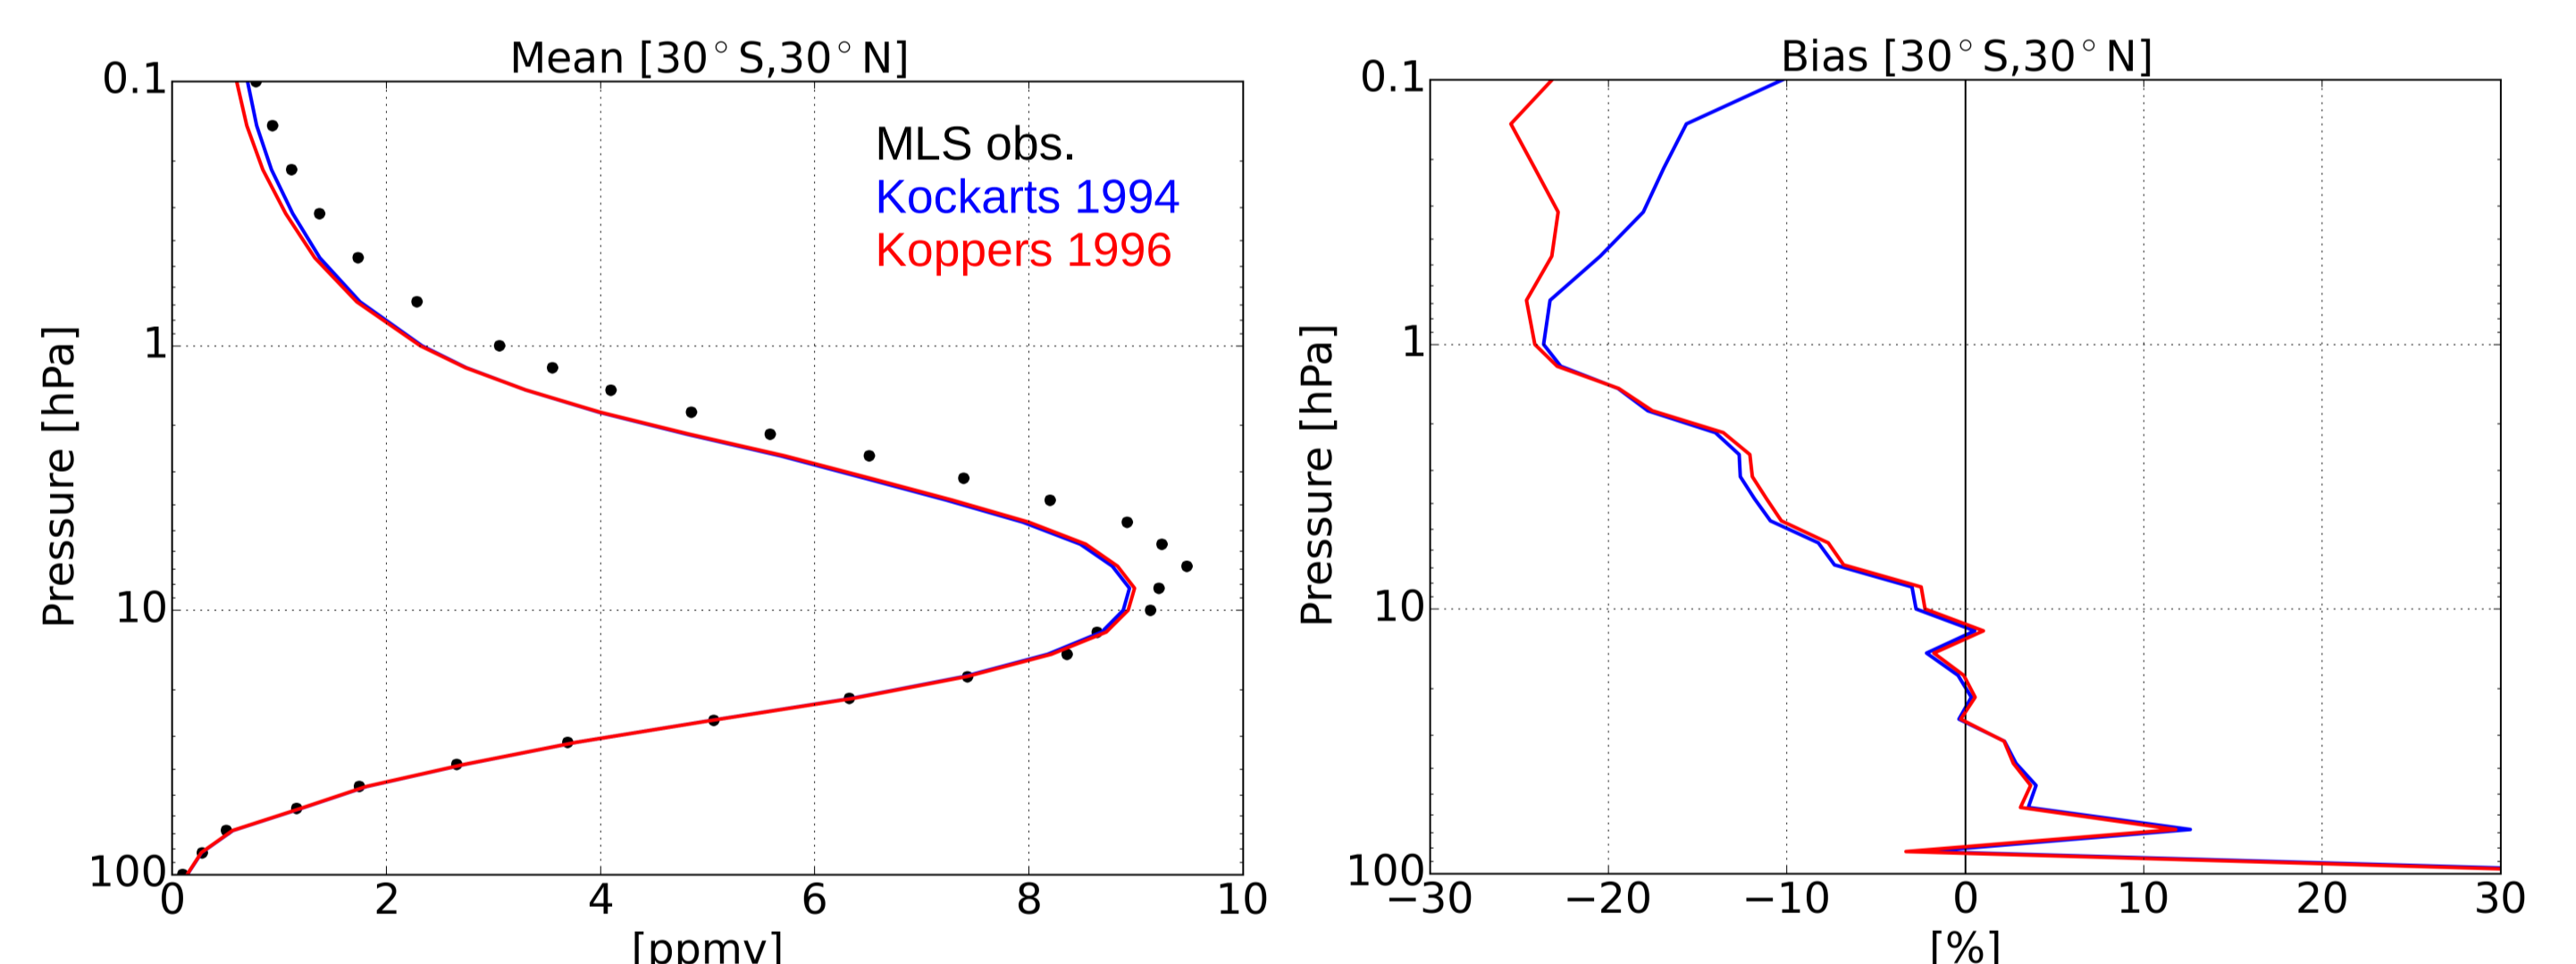 Mean [30°S,30°N]
0.1
1
10
100
Pressure [hPa]
MLS obs.
Kockarts 1994
Koppers 1996
0 2 4 6 8 10
[ppmv]
Bias [30°S,30°N]
0.1
1
10
100
Pressure [hPa]
−30 −20 −10 0 10 20 30
[%]